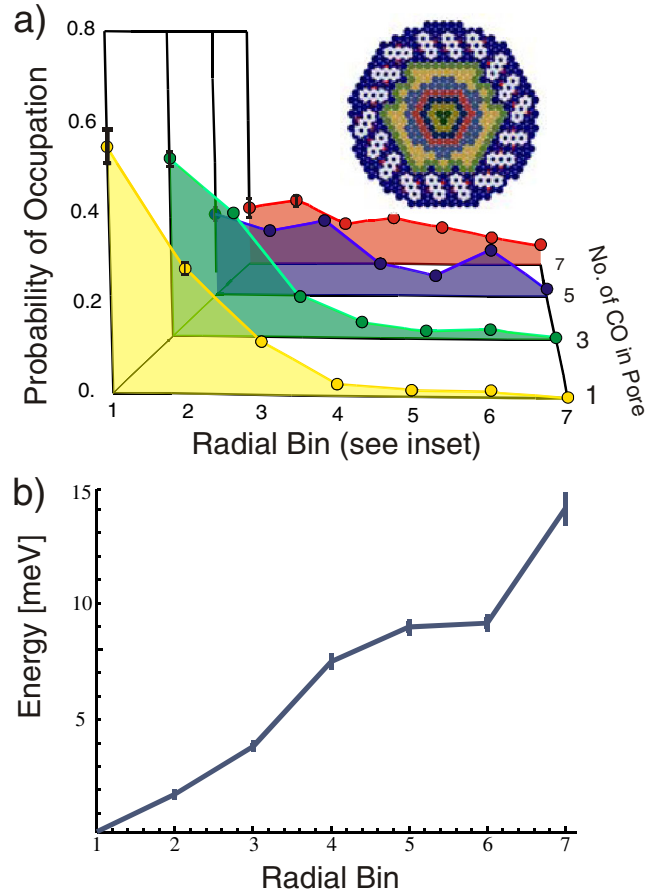 a)
0.8
0.6
0.4
0.2
0.
Probability of Occupation
1 2 3 4 5 6 7
Radial Bin (see inset)
7
5
3
1
No. of CO in Pore
b)
15
10
5
Energy [meV]
1 2 3 4 5 6 7
Radial Bin